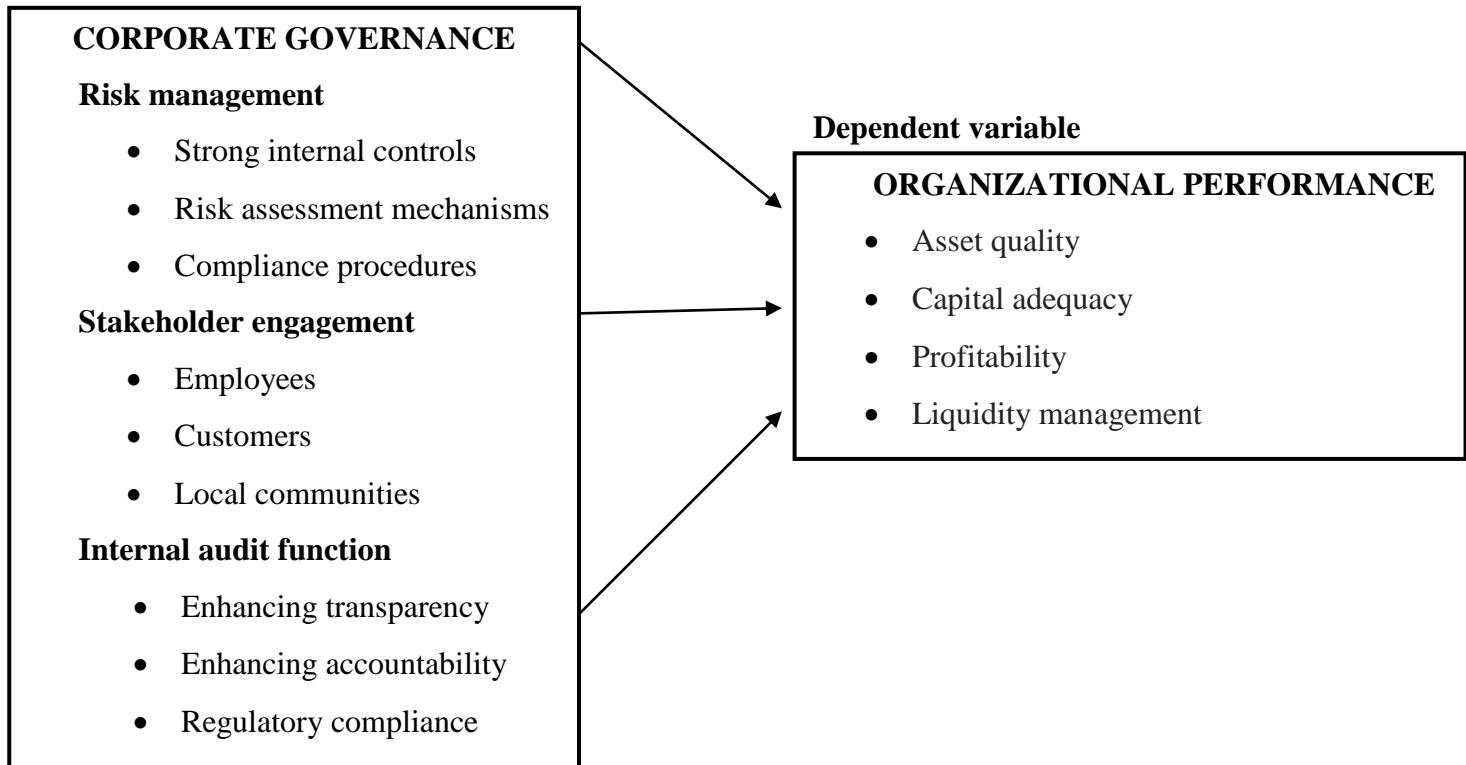 CORPORATE GOVERNANCE
Risk management
• Strong internal controls
• Risk assessment mechanisms
• Compliance procedures
Stakeholder engagement
• Employees
• Customers
• Local communities
Internal audit function
• Enhancing transparency
• Enhancing accountability
• Regulatory compliance
Dependent variable
ORGANIZATIONAL PERFORMANCE
• Asset quality
• Capital adequacy
• Profitability
• Liquidity management